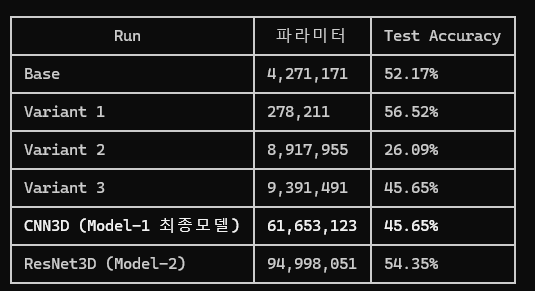 Run 파라미터 Test Accuracy
Base 4,271,171 52.17%
Variant 1 278,211 56.52%
Variant 2 8,917,955 26.09%
Variant 3 9,391,491 45.65%
CNN3D (Model-1 최종모델) 61,653,123 45.65%
ResNet3D (Model-2) 94,998,051 54.35%